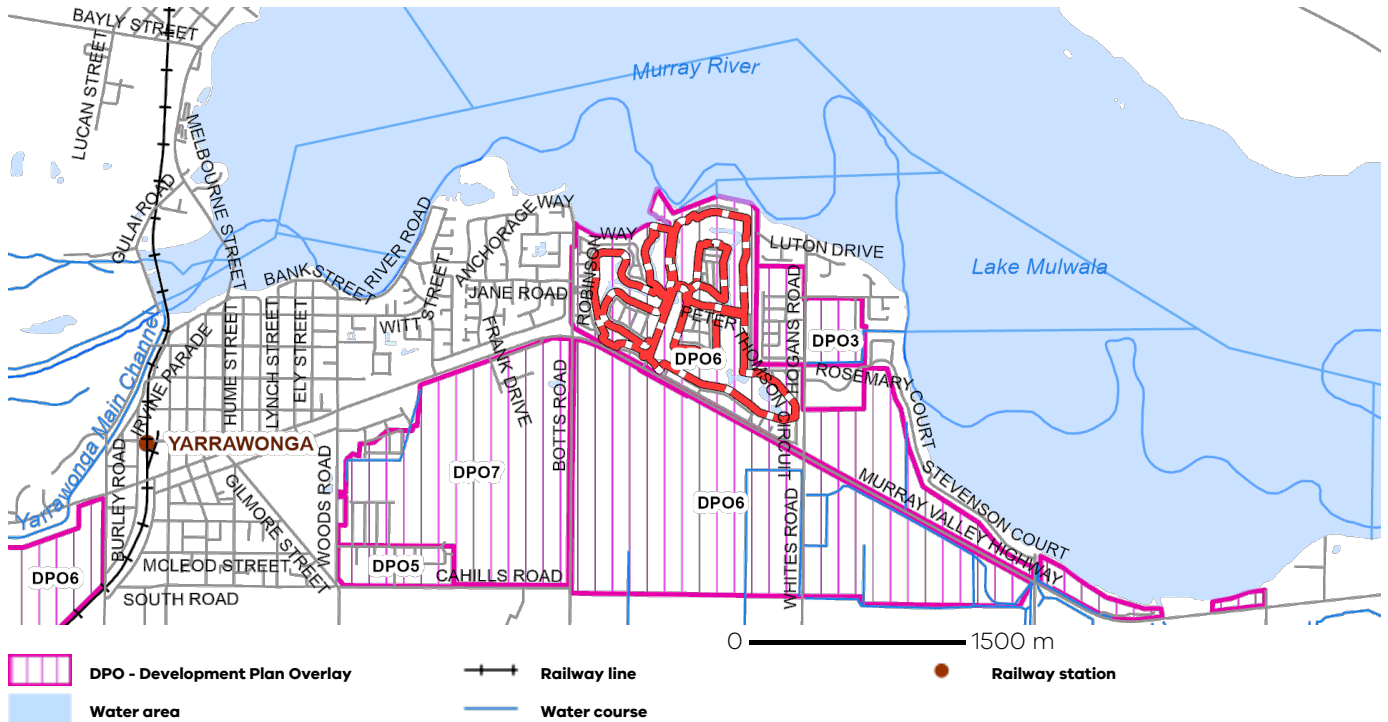 BAYLY STREET
LUCAN STREET
Murray River
MELBOURNE STREET
GULAI ROAD
RIVER ROAD
ANCHORAGE WAY
WAY
LUTON DRIVE
BANK STREET
ROBINSON
Lake Mulwala
JANE ROAD
HOGANS ROAD
WITT STREET
PETER THOMSON CIRCUIT
DPO3
IRVINE PARADE
HUME STREET
LYNCH STREET
ELY STREET
FRANK DRIVE
DPO6
ROSEMARY COURT
Yarrawonga Main Channel
BOTTS ROAD
YARRAWONGA
DPO7
BURLEY ROAD
GILMORE STREET
WOODS ROAD
DPO6
WHITES ROAD
MURRAY VALLEY HIGHWAY
STEVENSON COURT
DPO6
MCLEOD STREET
DPO5
CAHILLS ROAD
SOUTH ROAD
0 1500 m
DPO - Development Plan Overlay
Railway line
Railway station
Water area
Water course